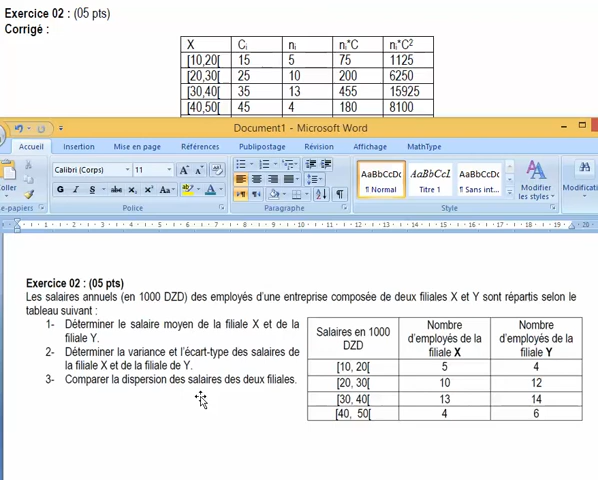 Exercice 02 : (05 pts)
Corrigé :
X Ci ni ni*C ni*C²
[10,20[ 15 5 75 1125
[20,30[ 25 10 200 6250
[30,40[ 35 13 455 15925
[40,50[ 45 4 180 8100
Document1 - Microsoft Word
Accueil Insertion Mise en page Références Publipostage Révision Affichage MathType
Calibri (Corps) 11
AaBbCcDc AaBbCcD AaBbCcDc
G I S abc x₂ x² Aa
¶ Normal Titre 1 ¶ Sans int...
Modifier
les styles
Modificati
oller
e-papiers Police Paragraphe Style
Exercice 02 : (05 pts)
Les salaires annuels (en 1000 DZD) des employés d'une entreprise composée de deux filiales X et Y sont répartis selon le
tableau suivant :
1- Déterminer le salaire moyen de la filiale X et de la
filiale Y.
2- Déterminer la variance et l'écart-type des salaires de
la filiale X et de la filiale de Y.
3- Comparer la dispersion des salaires des deux filiales.
Salaires en 1000
DZD
Nombre
d'employés de la
filiale X
Nombre
d'employés de la
filiale Y
[10, 20[ 5 4
[20, 30[ 10 12
[30, 40[ 13 14
[40, 50[ 4 6